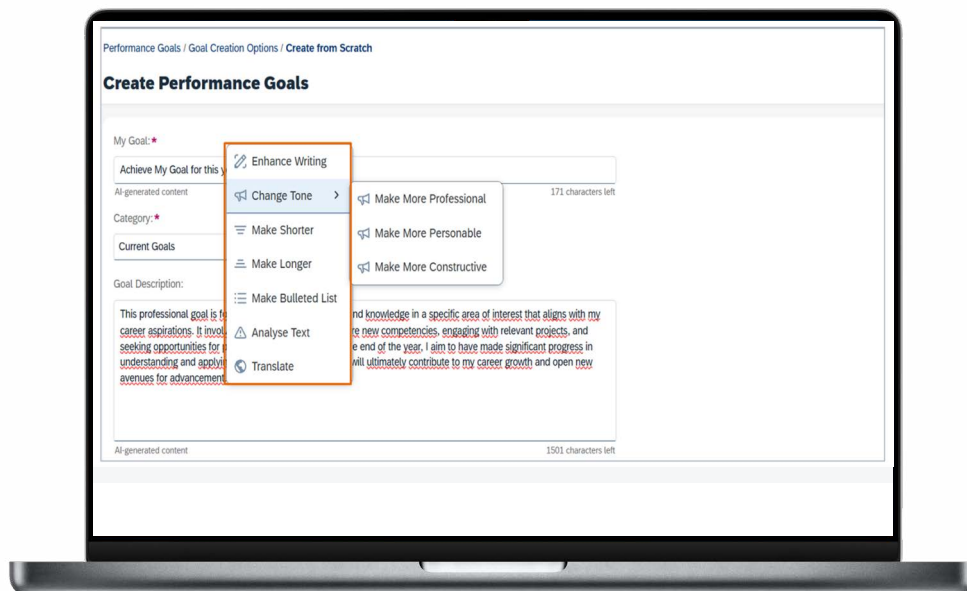 Performance Goals / Goal Creation Options / Create from Scratch
Create Performance Goals
My Goal:*
Achieve My Goal for this y
AI-generated content
171 characters left
Category:*
Current Goals
Goal Description:
This professional goal is f nd knowledge in a specific area of interest that aligns with my
career aspirations. It invol re new competencies, engaging with relevant projects, and
seeking opportunities for e end of the year, I aim to have made significant progress in
understanding and applyin will ultimately contribute to my career growth and open new
avenues for advancement
AI-generated content
1501 characters left
Enhance Writing
Change Tone >
Make Shorter
Make Longer
Make Bulleted List
Analyse Text
Translate
Make More Professional
Make More Personable
Make More Constructive